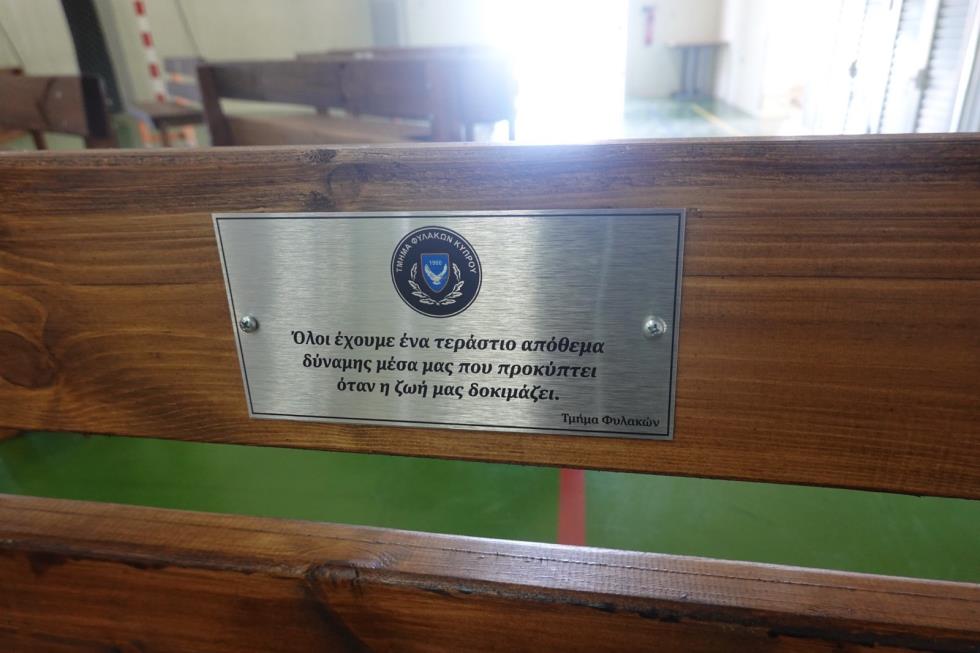 ΤΜΗΜΑ ΦΥΛΑΚΩΝ ΚΥΠΡΟΥ
1960
Όλοι έχουμε ένα τεράστιο απόθεμα
δύναμης μέσα μας που προκύπτει
όταν η ζωή μας δοκιμάζει.
Τμήμα Φυλακών